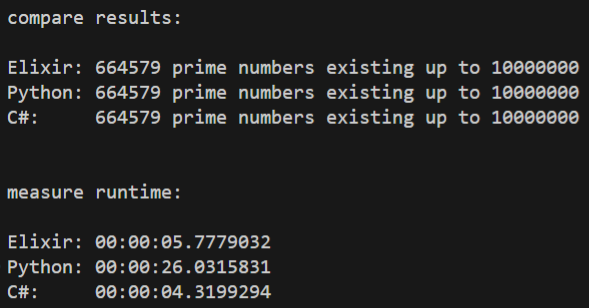 compare results:
Elixir: 664579 prime numbers existing up to 10000000
Python: 664579 prime numbers existing up to 10000000
C#: 664579 prime numbers existing up to 10000000
measure runtime:
Elixir: 00:00:05.7779032
Python: 00:00:26.0315831
C#: 00:00:04.3199294